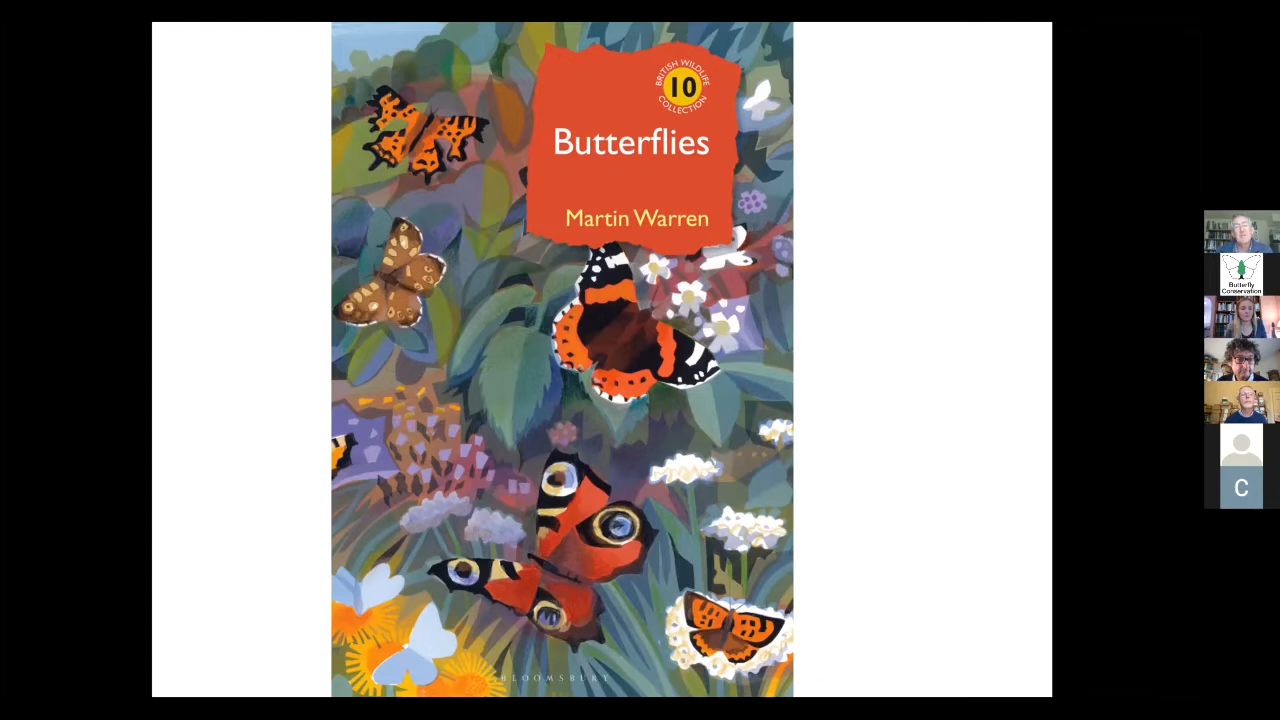 BRITISH WILDLIFE
10
COLLECTION
Butterflies
Martin Warren
BLOOMSBURY
Butterfly
Conservation
C